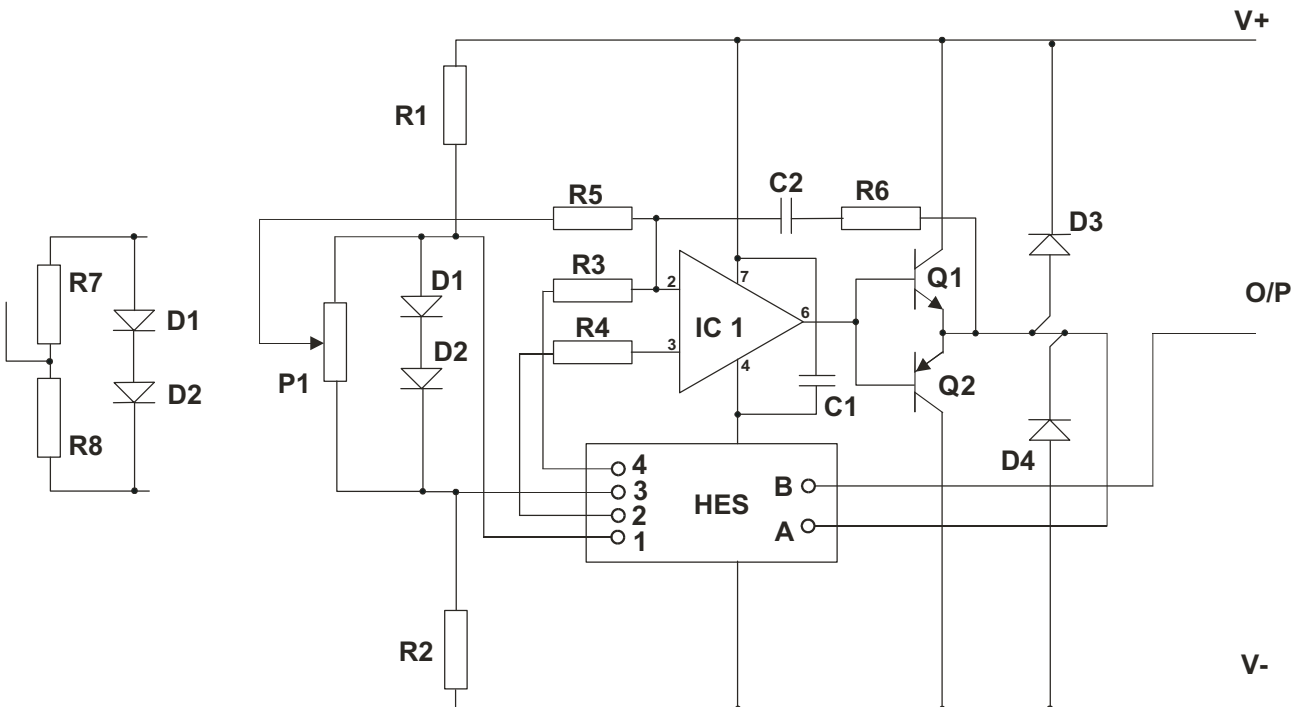 V+
R1
C2
R6
R5
D3
R7
D1
R3
2
7
Q1
O/P
D1
IC 1
6
R4
3
D2
P1
4
Q2
D2
C1
R8
D4
4
3
HES
B
2
A
1
R2
V-